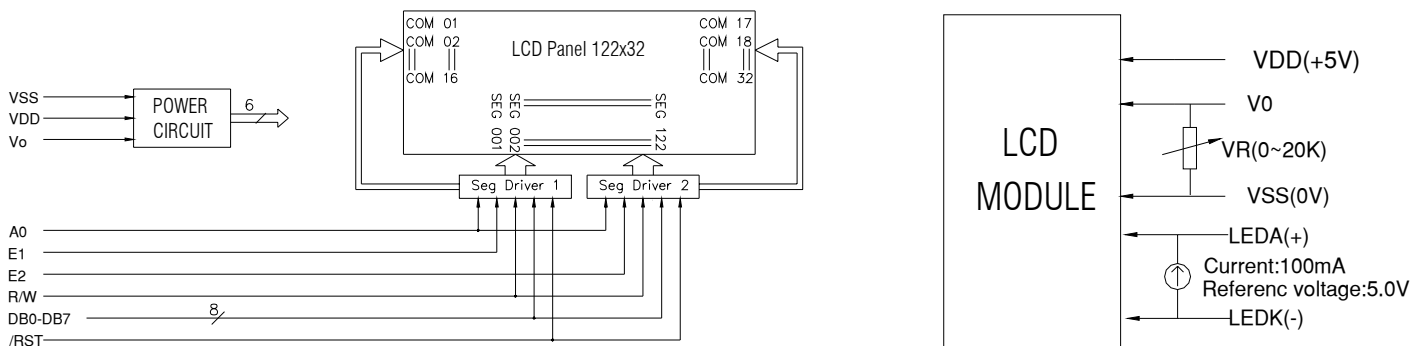 COM 01
COM 02
COM 16
LCD Panel 122x32
COM 17
COM 18
COM 32
SEG 001
SEG 002
SEG 122
VSS
VDD
Vo
POWER
CIRCUIT
6
Seg Driver 1
Seg Driver 2
A0
E1
E2
R/W
DB0-DB7
8
/RST
LCD
MODULE
VDD(+5V)
V0
VR(0~20K)
VSS(0V)
LEDA(+)
Current:100mA
Referenc voltage:5.0V
LEDK(-)